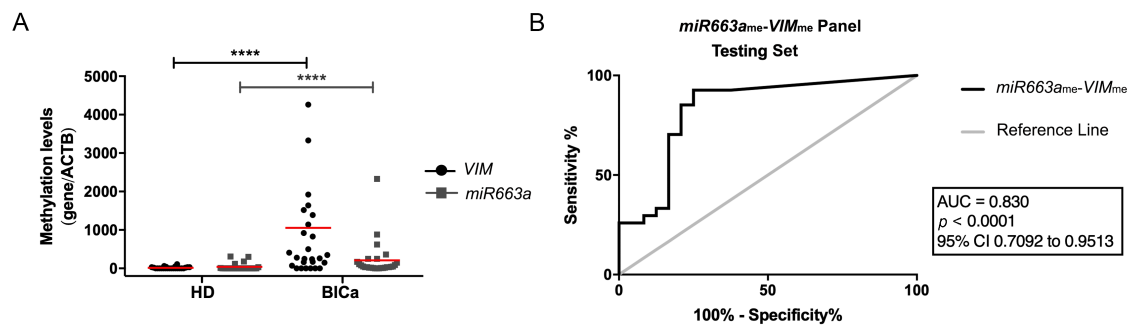 A
****
****
5000
4000
3000
2000
1000
0
Methylation levels
(gene/ACTB)
HD
BlCa
VIM
miR663a
B
miR663ame-VIMme Panel
Testing Set
100
50
0
Sensitivity %
0
50
100
100% - Specificity%
miR663ame-VIMme
Reference Line
AUC = 0.830
p < 0.0001
95% CI 0.7092 to 0.9513